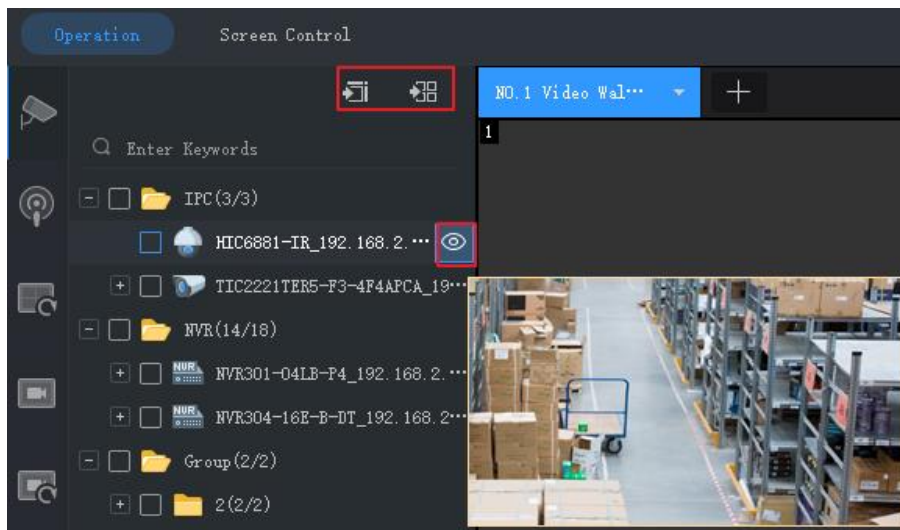 Operation Screen Control
NO.1 Video Wal···
1
Enter Keywords
IPC(3/3)
HIC6881-IR_192.168.2.···
TIC2221TER5-F3-4F4APCA_19···
NVR(14/18)
NVR NVR301-04LB-P4_192.168.2.···
NVR NVR304-16E-B-DT_192.168.2···
Group(2/2)
2(2/2)